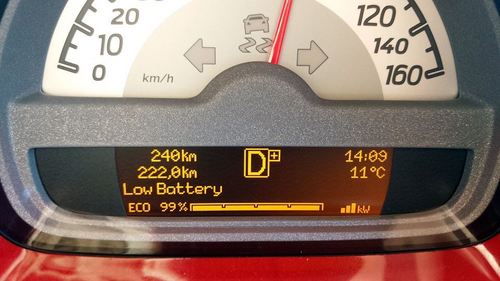 20
10
0
km/h
120
140
160
240km
D+
14:09
222,0km
11°C
Low Battery
ECO 99%
kW